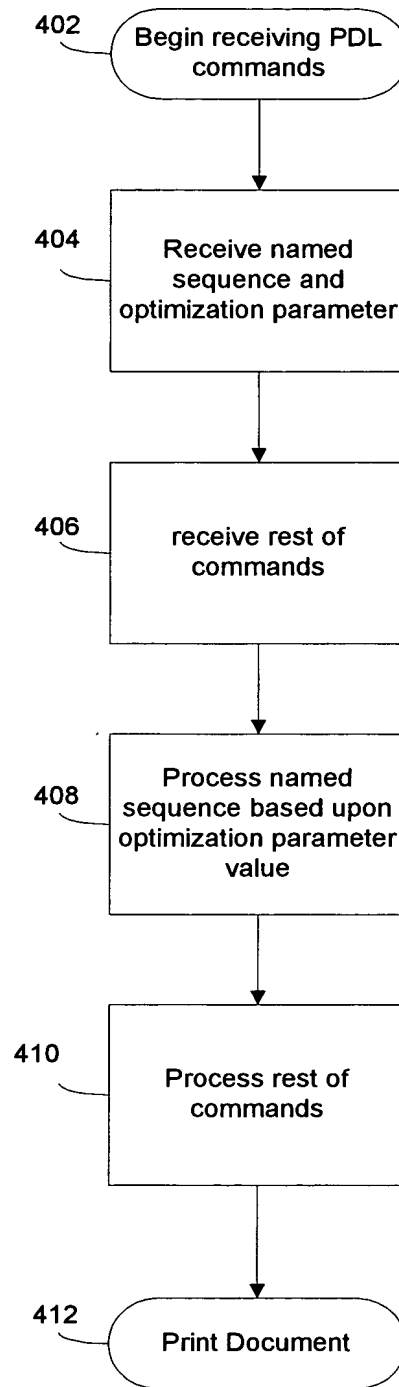 402
Begin receiving PDL
commands
404
Receive named
sequence and
optimization parameter
406
receive rest of
commands
408
Process named
sequence based upon
optimization parameter
value
410
Process rest of
commands
412
Print Document